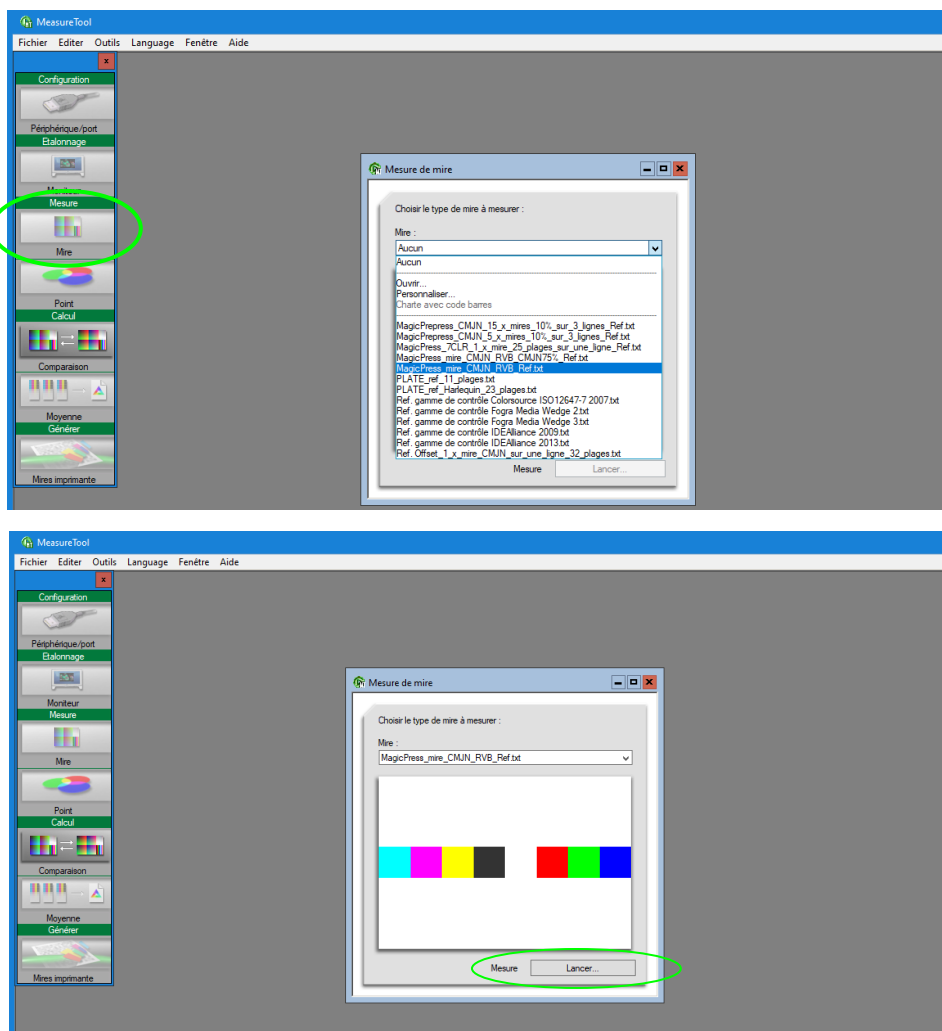 MeasureTool
Fichier Editer Outils Language Fenêtre Aide
x
Configuration
Périphérique/port
Etalonnage
Moniteur
Mesure
Mire
Point
Calcul
Comparaison
Moyenne
Générer
Mires imprimante
Mesure de mire
Choisir le type de mire à mesurer :
Mire :
Aucun
Aucun
Ouvrir...
Personnaliser...
Charte avec code barres
MagicPrepress_CMJN_15_x_mires_10%_sur_3_lignes_Ref.txt
MagicPrepress_CMJN_5_x_mires_10%_sur_3_lignes_Ref.txt
MagicPress_7CLR_1_x_mire_25_plages_sur_une_ligne_Ref.txt
MagicPress_mire_CMJN_RVB_CMJN75%_Ref.txt
MagicPress_mire_CMJN_RVB_Ref.txt
PLATE_ref_11_plages.txt
PLATE_ref_Harlequin_23_plages.txt
Ref. gamme de contrôle Colorsource ISO12647-7 2007.txt
Ref. gamme de contrôle Fogra Media Wedge 2.txt
Ref. gamme de contrôle Fogra Media Wedge 3.txt
Ref. gamme de contrôle IDEAlliance 2009.txt
Ref. gamme de contrôle IDEAlliance 2013.txt
Ref. Offset_1_x_mire_CMJN_sur_une_ligne_32_plages.txt
Mesure Lancer...
MeasureTool
Fichier Editer Outils Language Fenêtre Aide
x
Configuration
Périphérique/port
Etalonnage
Moniteur
Mesure
Mire
Point
Calcul
Comparaison
Moyenne
Générer
Mires imprimante
Mesure de mire
Choisir le type de mire à mesurer :
Mire :
MagicPress_mire_CMJN_RVB_Ref.txt
Mesure Lancer...